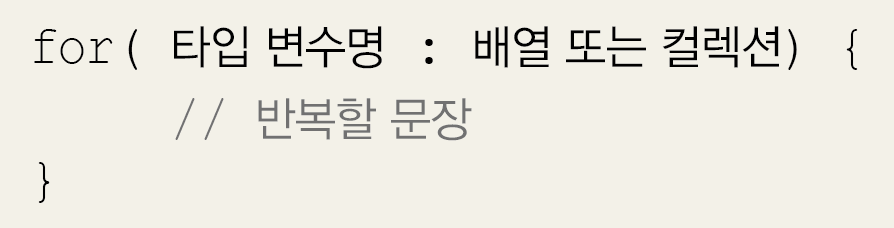 for( 타입 변수명 : 배열 또는 컬렉션) {
// 반복할 문장
}